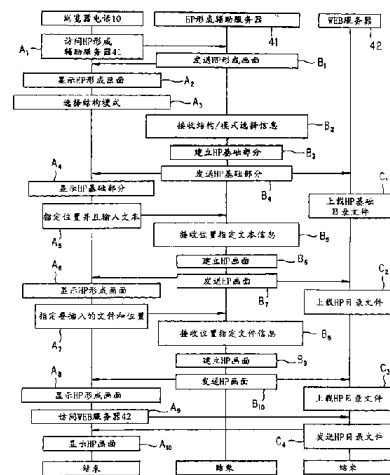 浏览器电话10
HP形成辅助服务器
41
WEB服务器
42
A₁
访问HP形成
辅助服务器41
发送HP形成画面
B₁
显示HP形成画面
A₂
选择结构模式
A₃
接收结构/模式选择信息
B₂
建立HP基础部分
B₃
A₄
发送HP基础部分
B₄
显示HP基础部分
C₁
上载HP基础
目录文件
指定位置并且输入文本
A₅
接收位置指定文本信息
B₅
建立HP画面
B₆
A₆
发送HP画面
B₇
显示HP形成画面
C₂
上载HP目录文件
指定要插入的文件和位置
A₇
接收位置指定文件信息
B₈
建立HP画面
B₉
A₈
发送HP画面
B₁₀
显示HP形成画面
C₃
上载HP目录文件
访问WEB服务器42
A₉
C₄
发送HP目录文件
显示HP画面
A₁₀
结束
结束
结束